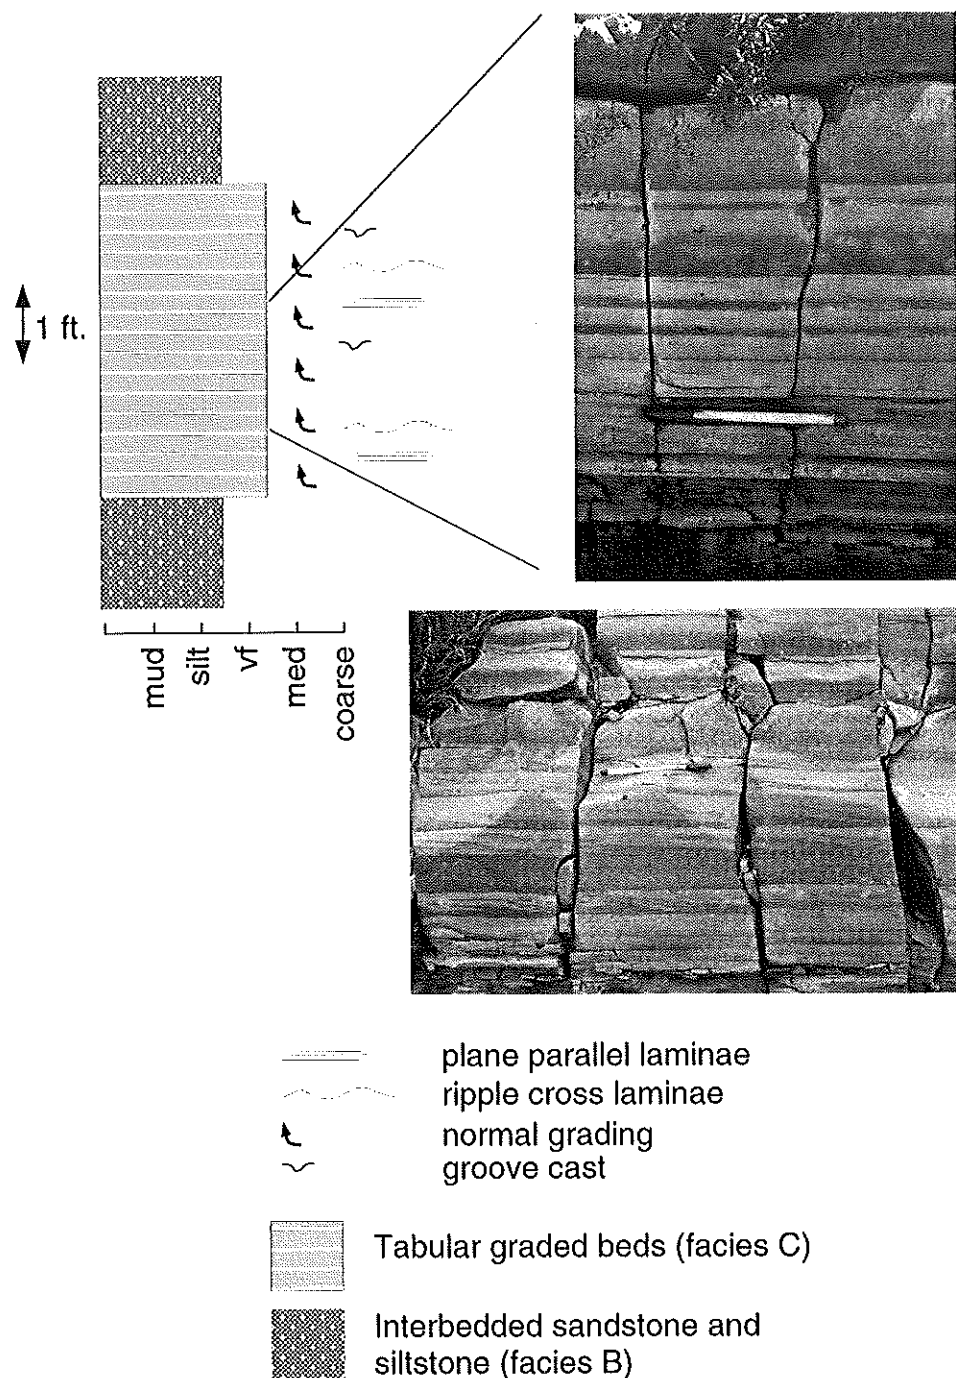 1 ft.
mud
silt
vf
med
coarse
plane parallel laminae
ripple cross laminae
normal grading
groove cast
Tabular graded beds (facies C)
Interbedded sandstone and
siltstone (facies B)